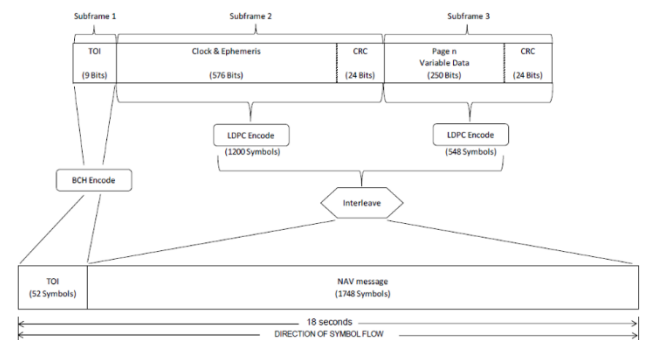 Subframe 1
Subframe 2
Subframe 3
TOI
Clock & Ephemeris
CRC
Page n
Variable Data
CRC
(9 Bits)
(576 Bits)
(24 Bits)
(250 Bits)
(24 Bits)
LDPC Encode
LDPC Encode
(1200 Symbols)
(548 Symbols)
BCH Encode
Interleave
TOI
NAV message
(52 Symbols)
(1748 Symbols)
18 seconds
DIRECTION OF SYMBOL FLOW